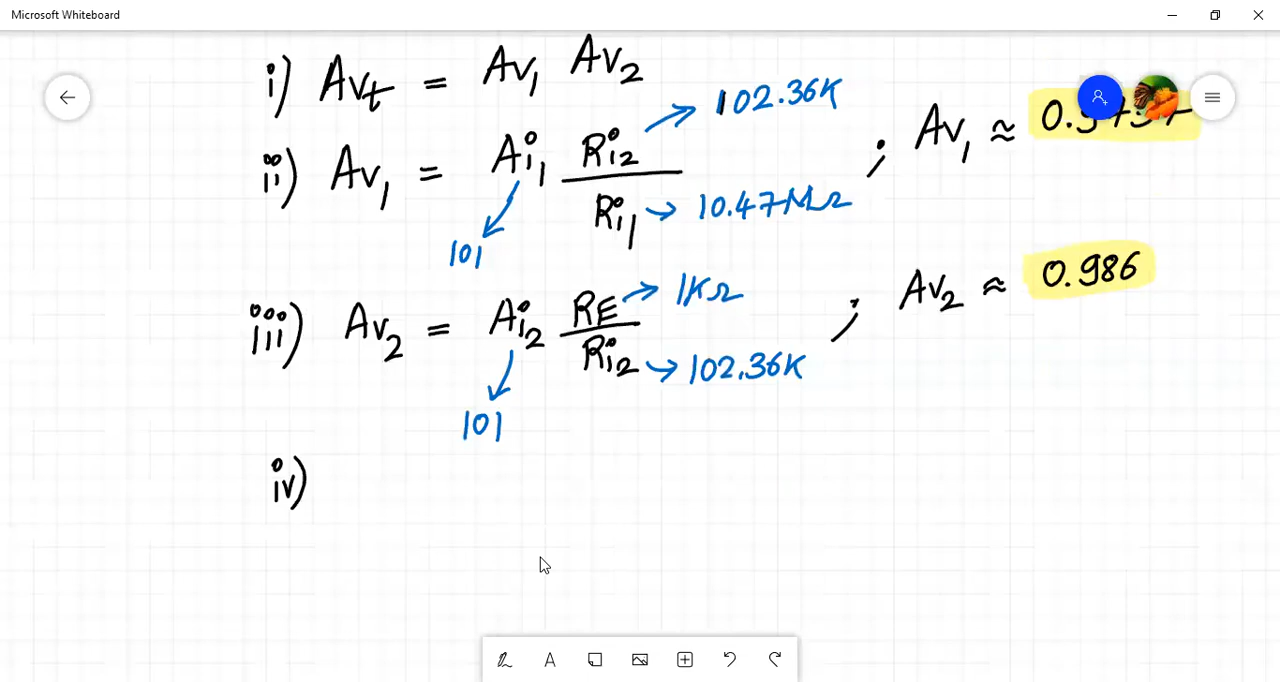 Microsoft Whiteboard
i) Avt = Av1 Av2
102.36K
ii) Av1 = Ai1 Ri2 / Ri1 ; Av1 ≈
10.47MΩ
101
iii) Av2 = Ai2 RE / Ri2 ; Av2 ≈ 0.986
1KΩ
102.36K
101
iv)